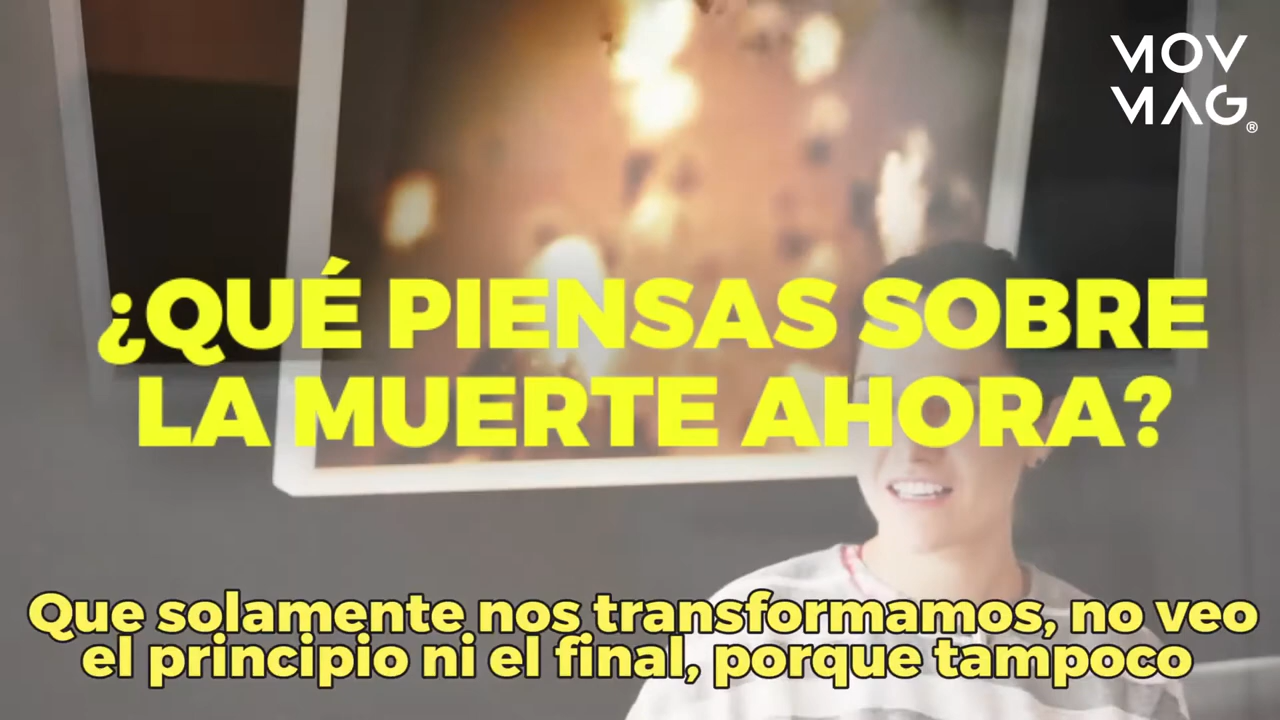 MOV
MAG®
¿QUÉ PIENSAS SOBRE
LA MUERTE AHORA?
Que solamente nos transformamos, no veo
el principio ni el final, porque tampoco